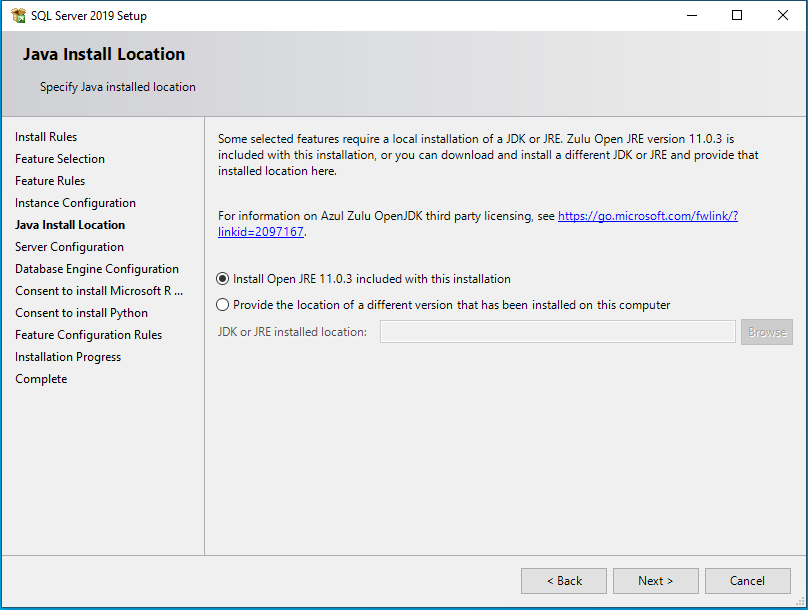 SQL Server 2019 Setup
Java Install Location
Specify Java installed location
Install Rules
Feature Selection
Feature Rules
Instance Configuration
Java Install Location
Server Configuration
Database Engine Configuration
Consent to install Microsoft R ...
Consent to install Python
Feature Configuration Rules
Installation Progress
Complete
Some selected features require a local installation of a JDK or JRE. Zulu Open JRE version 11.0.3 is
included with this installation, or you can download and install a different JDK or JRE and provide that
installed location here.
For information on Azul Zulu OpenJDK third party licensing, see https://go.microsoft.com/fwlink/?
linkid=2097167.
Install Open JRE 11.0.3 included with this installation
Provide the location of a different version that has been installed on this computer
JDK or JRE installed location:
Browse
< Back
Next >
Cancel